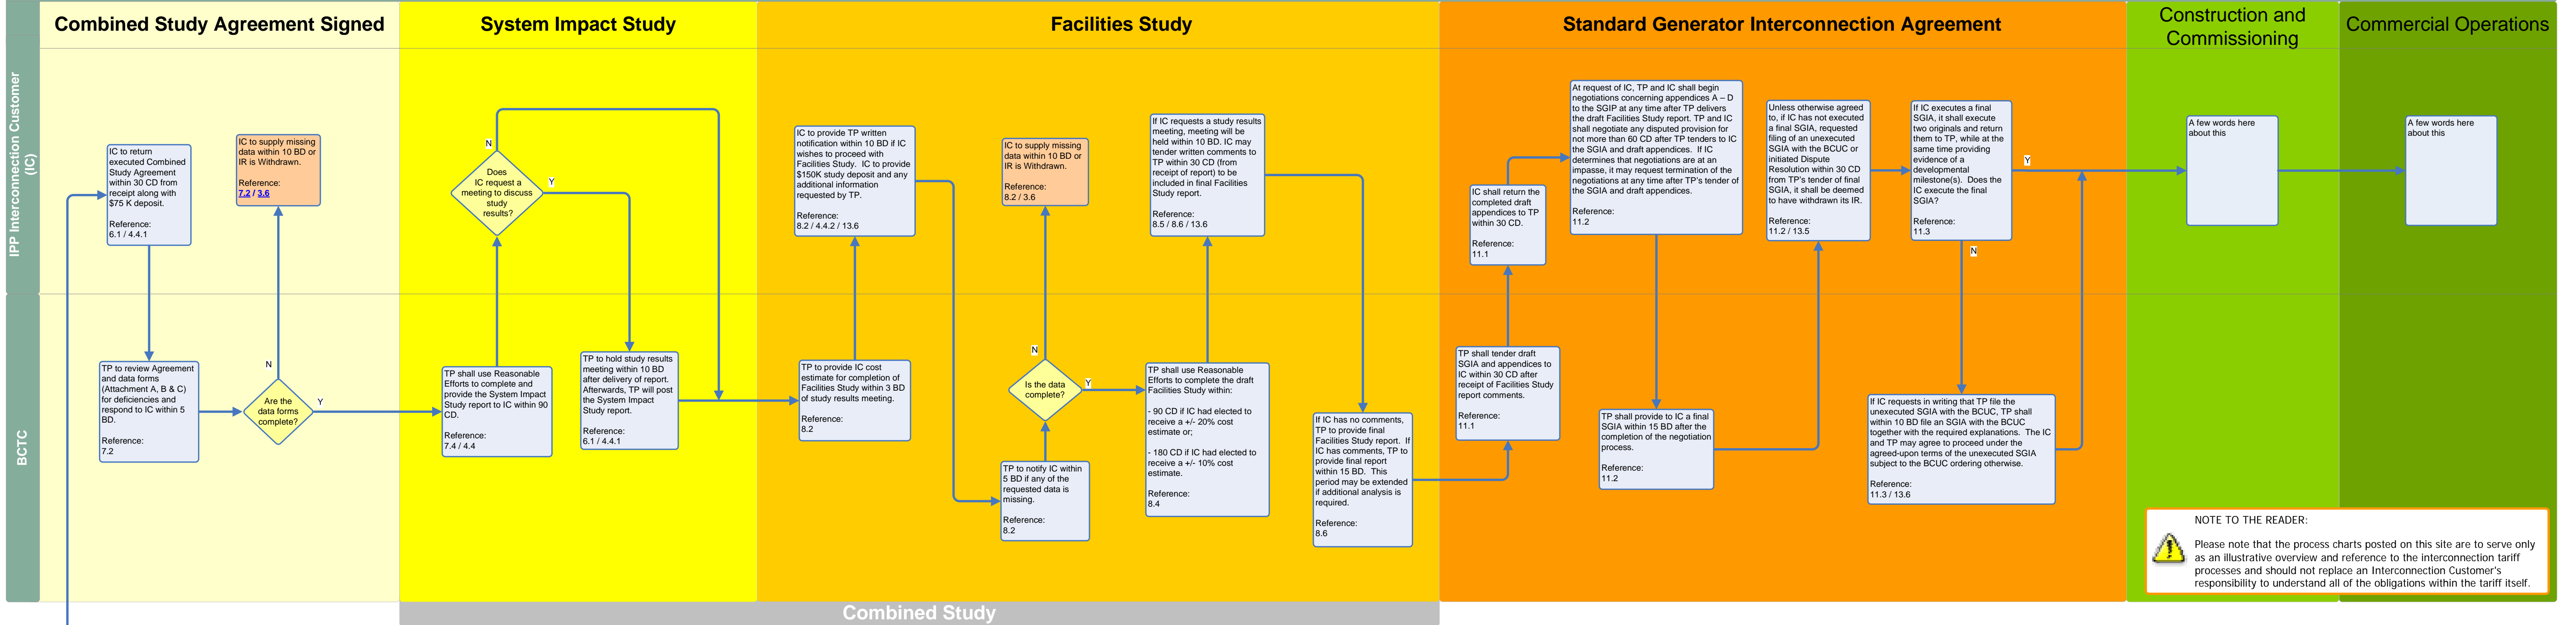 Combined Study Agreement Signed
System Impact Study
Facilities Study
Standard Generator Interconnection Agreement
Construction and
Commissioning
Commercial Operations
IPP Interconnection Customer
(IC)
IC to return
executed Combined
Study Agreement
within 30 CD from
receipt along with
$75 K deposit.
Reference:
6.1 / 4.4.1
IC to supply missing
data within 10 BD or
IR is Withdrawn.
Reference:
7.2 / 3.6
N
Does
IC request a
meeting to discuss
study
results?
Y
IC to provide TP written
notification within 10 BD if IC
wishes to proceed with
Facilities Study.  IC to provide
$150K study deposit and any
additional information
requested by TP.
Reference:
8.2 / 4.4.2 / 13.6
IC to supply missing
data within 10 BD or
IR is Withdrawn.
Reference:
8.2 / 3.6
If IC requests a study results
meeting, meeting will be
held within 10 BD. IC may
tender written comments to
TP within 30 CD (from
receipt of report) to be
included in final Facilities
Study report.
Reference:
8.5 / 8.6 / 13.6
IC shall return the
completed draft
appendices to TP
within 30 CD.
Reference:
11.1
At request of IC, TP and IC shall begin
negotiations concerning appendices A – D
to the SGIP at any time after TP delivers
the draft Facilities Study report. TP and IC
shall negotiate any disputed provision for
not more than 60 CD after TP tenders to IC
the SGIA and draft appendices.  If IC
determines that negotiations are at an
impasse, it may request termination of the
negotiations at any time after TP's tender of
the SGIA and draft appendices.
Reference:
11.2
Unless otherwise agreed
to, if IC has not executed
a final SGIA, requested
filing of an unexecuted
SGIA with the BCUC or
initiated Dispute
Resolution within 30 CD
from TP's tender of final
SGIA, it shall be deemed
to have withdrawn its IR.
Reference:
11.2 / 13.5
If IC executes a final
SGIA, it shall execute
two originals and return
them to TP, while at the
same time providing
evidence of a
developmental
milestone(s).  Does the
IC execute the final
SGIA?
Reference:
11.3
Y
N
A few words here
about this
A few words here
about this
BCTC
TP to review Agreement
and data forms
(Attachment A, B & C)
for deficiencies and
respond to IC within 5
BD.
Reference:
7.2
N
Are the
data forms
complete?
Y
TP shall use Reasonable
Efforts to complete and
provide the System Impact
Study report to IC within 90
CD.
Reference:
7.4 / 4.4
TP to hold study results
meeting within 10 BD
after delivery of report.
Afterwards, TP will post
the System Impact
Study report.
Reference:
6.1 / 4.4.1
TP to provide IC cost
estimate for completion of
Facilities Study within 3 BD
of study results meeting.
Reference:
8.2
N
Is the data
complete?
Y
TP to notify IC within
5 BD if any of the
requested data is
missing.
Reference:
8.2
TP shall use Reasonable
Efforts to complete the draft
Facilities Study within:
- 90 CD if IC had elected to
receive a +/- 20% cost
estimate or;
- 180 CD if IC had elected to
receive a +/- 10% cost
estimate.
Reference:
8.4
If IC has no comments,
TP to provide final
Facilities Study report.  If
IC has comments, TP to
provide final report
within 15 BD.  This
period may be extended
if additional analysis is
required.
Reference:
8.6
TP shall tender draft
SGIA and appendices to
IC within 30 CD after
receipt of Facilities Study
report comments.
Reference:
11.1
TP shall provide to IC a final
SGIA within 15 BD after the
completion of the negotiation
process.
Reference:
11.2
If IC requests in writing that TP file the
unexecuted SGIA with the BCUC, TP shall
within 10 BD file an SGIA with the BCUC
together with the required explanations.  The IC
and TP may agree to proceed under the
agreed-upon terms of the unexecuted SGIA
subject to the BCUC ordering otherwise.
Reference:
11.3 / 13.6
NOTE TO THE READER:
Please note that the process charts posted on this site are to serve only
as an illustrative overview and reference to the interconnection tariff
processes and should not replace an Interconnection Customer's
responsibility to understand all of the obligations within the tariff itself.
Combined Study